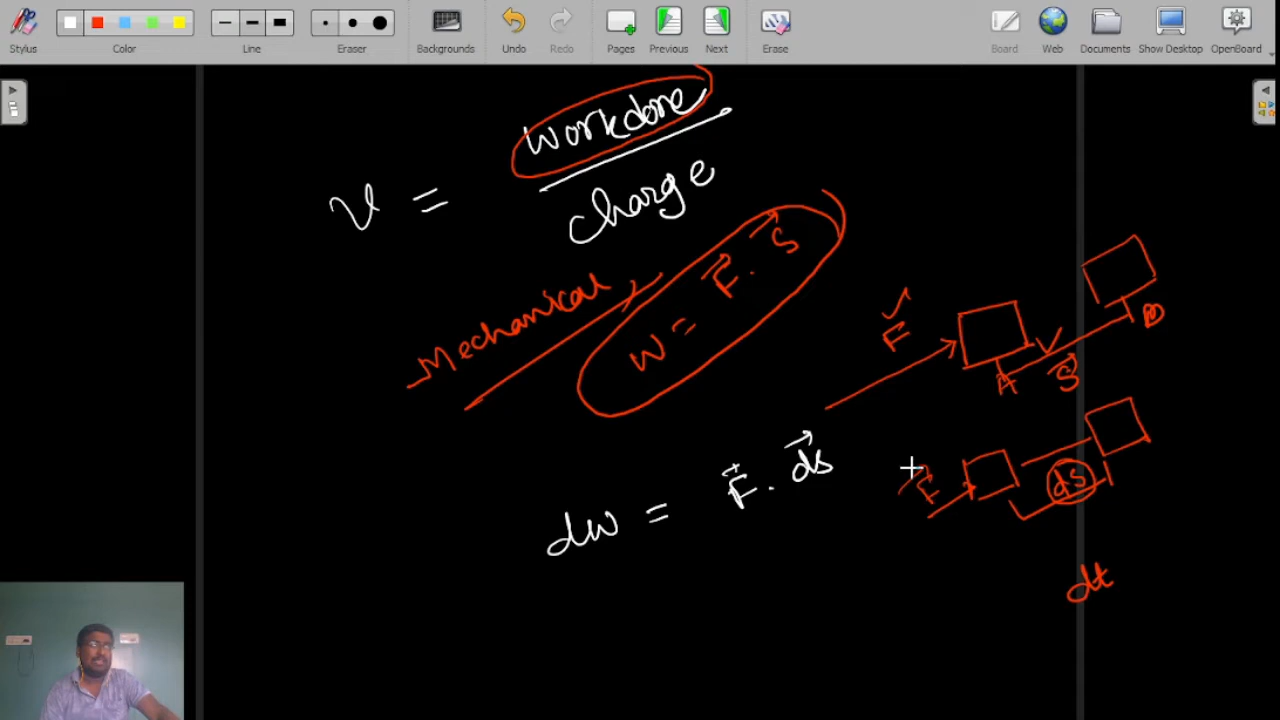 Stylus Color Line Eraser Backgrounds Undo Redo Pages Previous Next Erase Board Web Documents Show Desktop OpenBoard
V = Workdone
charge
Mechanical
W = F . S
F
A S B
dw = F . ds
F ds
dt